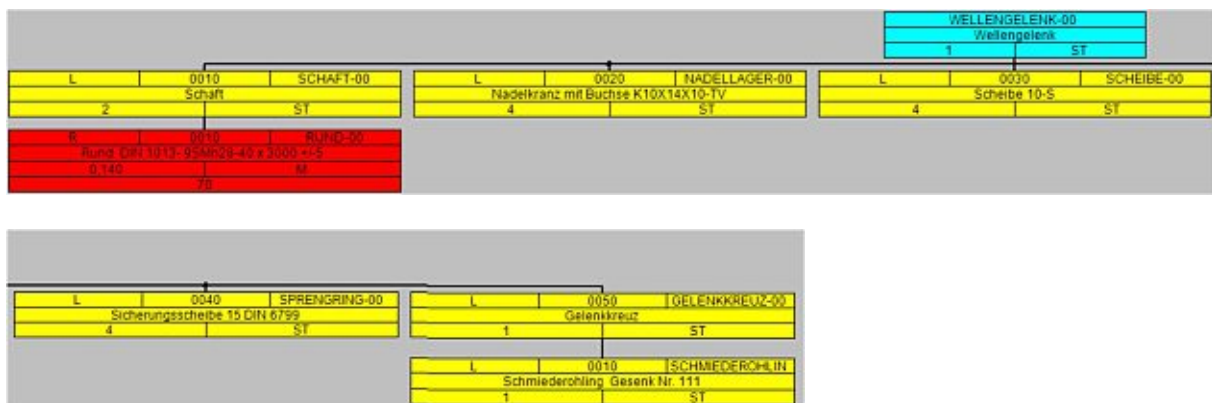 WELLENGELENK-00
Wellengelenk
1 ST
L 0010 SCHAFT-00
Schaft
2 ST
L 0020 NADELLAGER-00
Nadelkranz mit Buchse K10X14X10-TV
4 ST
L 0030 SCHEIBE-00
Scheibe 10-S
4 ST
R 0010 RUND-00
Rund DIN 1013- 9SMn28-40 x 3000 +/-5
0,140 M
70
L 0040 SPRENGRING-00
Sicherungsscheibe 15 DIN 6799
4 ST
L 0050 GELENKKREUZ-00
Gelenkkreuz
1 ST
L 0010 SCHMIEDEROHLIN
Schmiederohling Gesenk Nr. 111
1 ST